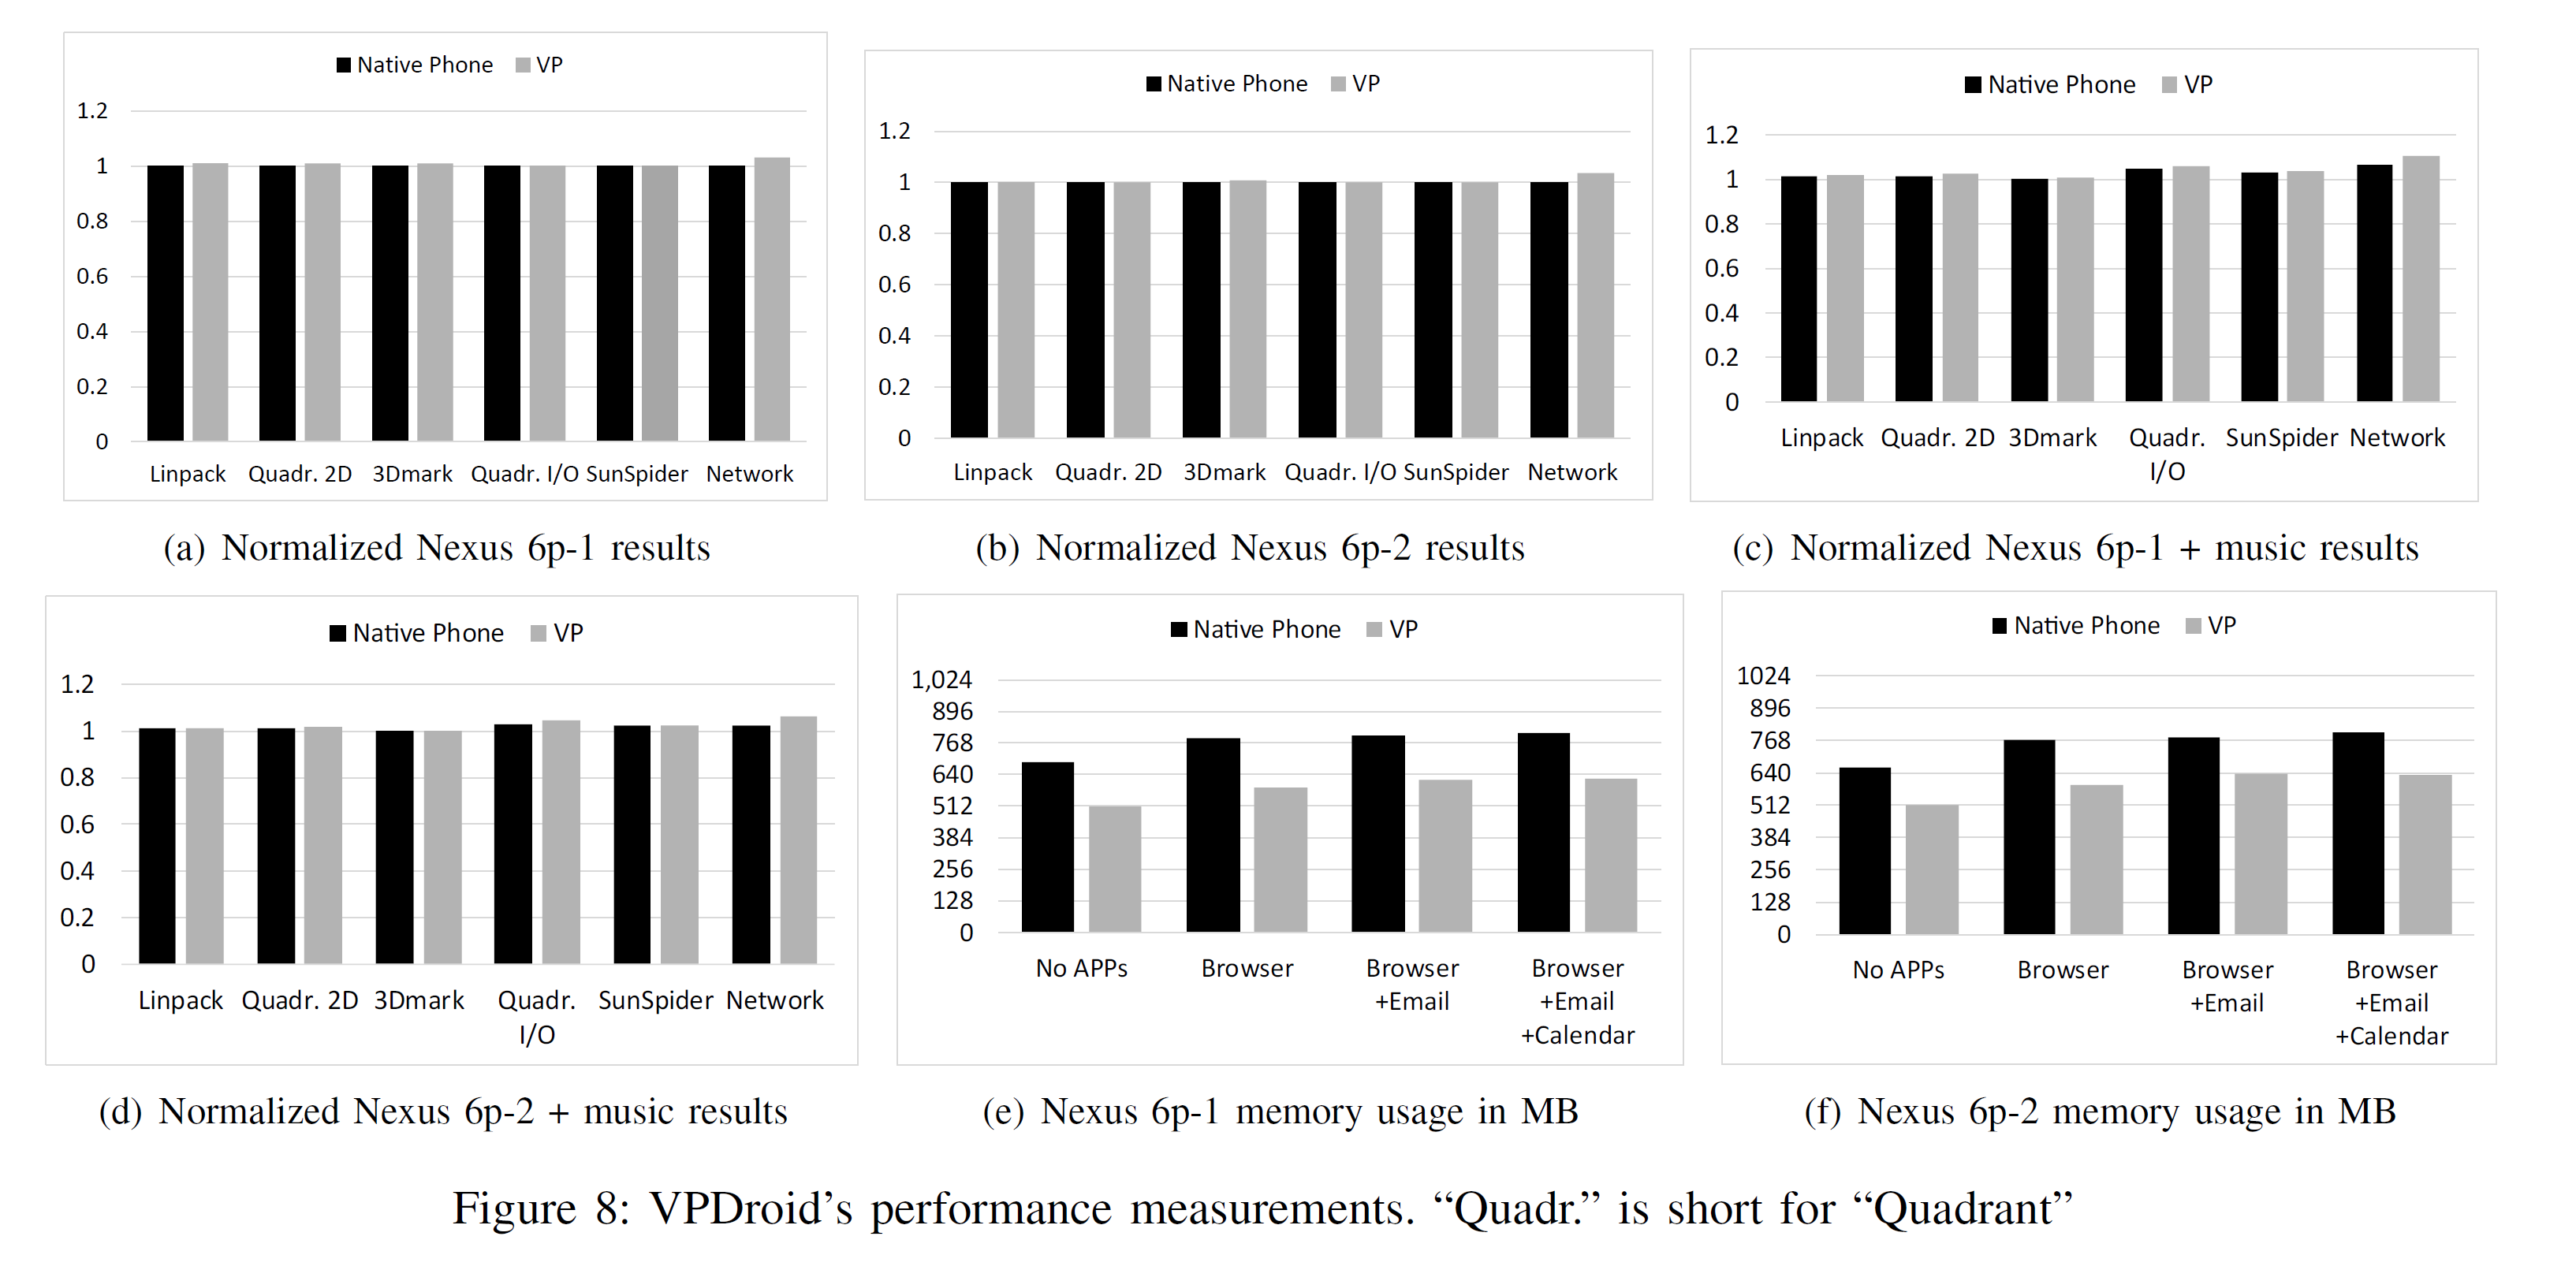 Native Phone VP
1.2
1
0.8
0.6
0.4
0.2
0
Linpack Quadr. 2D 3Dmark Quadr. I/O SunSpider Network
(a) Normalized Nexus 6p-1 results
Native Phone VP
1.2
1
0.8
0.6
0.4
0.2
0
Linpack Quadr. 2D 3Dmark Quadr. I/O SunSpider Network
(b) Normalized Nexus 6p-2 results
Native Phone VP
1.2
1
0.8
0.6
0.4
0.2
0
Linpack Quadr. 2D 3Dmark Quadr. SunSpider Network
I/O
(c) Normalized Nexus 6p-1 + music results
Native Phone VP
1.2
1
0.8
0.6
0.4
0.2
0
Linpack Quadr. 2D 3Dmark Quadr. SunSpider Network
I/O
(d) Normalized Nexus 6p-2 + music results
Native Phone VP
1,024
896
768
640
512
384
256
128
0
No APPs Browser Browser Browser
+Email +Email
+Calendar
(e) Nexus 6p-1 memory usage in MB
Native Phone VP
1024
896
768
640
512
384
256
128
0
No APPs Browser Browser Browser
+Email +Email
+Calendar
(f) Nexus 6p-2 memory usage in MB
Figure 8: VPDroid's performance measurements. “Quadr.” is short for “Quadrant”